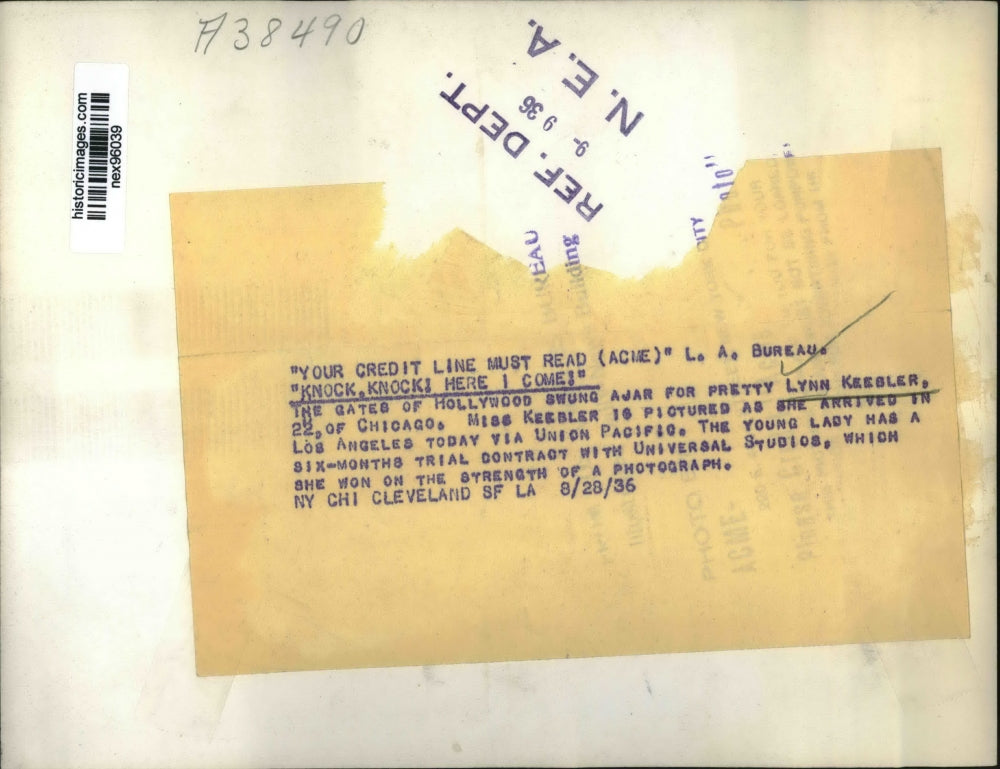 A38490
historicimages.com
nex96039
N. E. A.
9- 9 36
REF. DEPT.
BUREAU
Building
"YOUR CREDIT LINE MUST READ (ACME)" L. A. BUREAU.
"KNOCK, KNOCK! HERE I COME!"
THE GATES OF HOLLYWOOD SWUNG AJAR FOR PRETTY LYNN KEEBLER,
22, OF CHICAGO. MISS KEEBLER IS PICTURED AS SHE ARRIVED IN
LOS ANGELES TODAY VIA UNION PACIFIC. THE YOUNG LADY HAS A
SIX-MONTHS TRIAL CONTRACT WITH UNIVERSAL STUDIOS, WHICH
SHE WON ON THE STRENGTH OF A PHOTOGRAPH.
NY CHI CLEVELAND SF LA 8/28/36